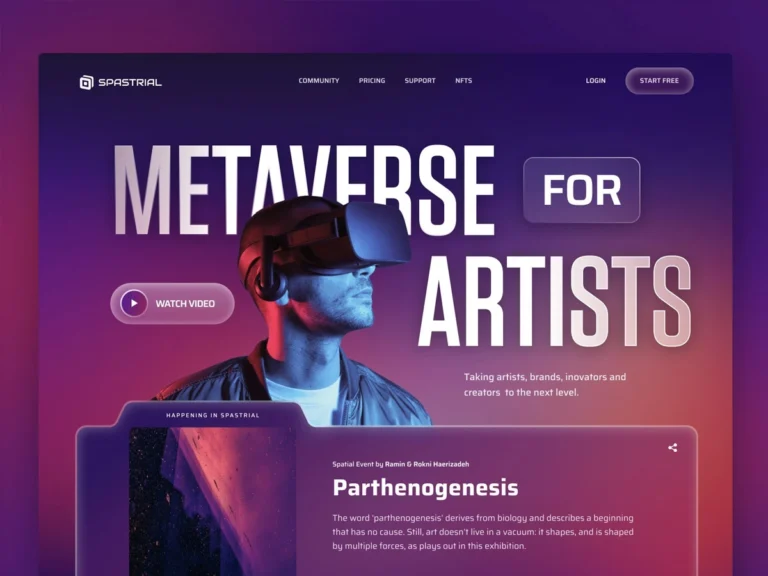 SPASTRIAL
COMMUNITY PRICING SUPPORT NFTS
LOGIN
START FREE
METAVERSE
FOR
ARTISTS
WATCH VIDEO
Taking artists, brands, inovators and
creators to the next level.
HAPPENING IN SPASTRIAL
Spatial Event by Ramin & Rokni Haerizadeh
Parthenogenesis
The word 'parthenogenesis' derives from biology and describes a beginning
that has no cause. Still, art doesn't live in a vacuum: it shapes, and is shaped
by multiple forces, as plays out in this exhibition.